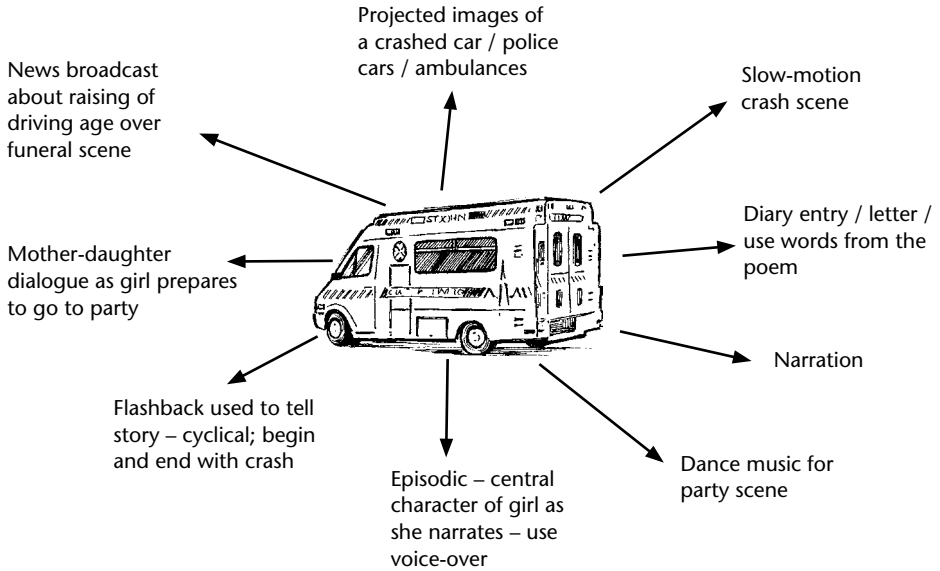 Projected images of
a crashed car / police
cars / ambulances
News broadcast
about raising of
driving age over
funeral scene
Slow-motion
crash scene
Mother-daughter
dialogue as girl prepares
to go to party
Diary entry / letter /
use words from the
poem
Narration
Flashback used to tell
story – cyclical; begin
and end with crash
Episodic – central
character of girl as
she narrates – use
voice-over
Dance music for
party scene